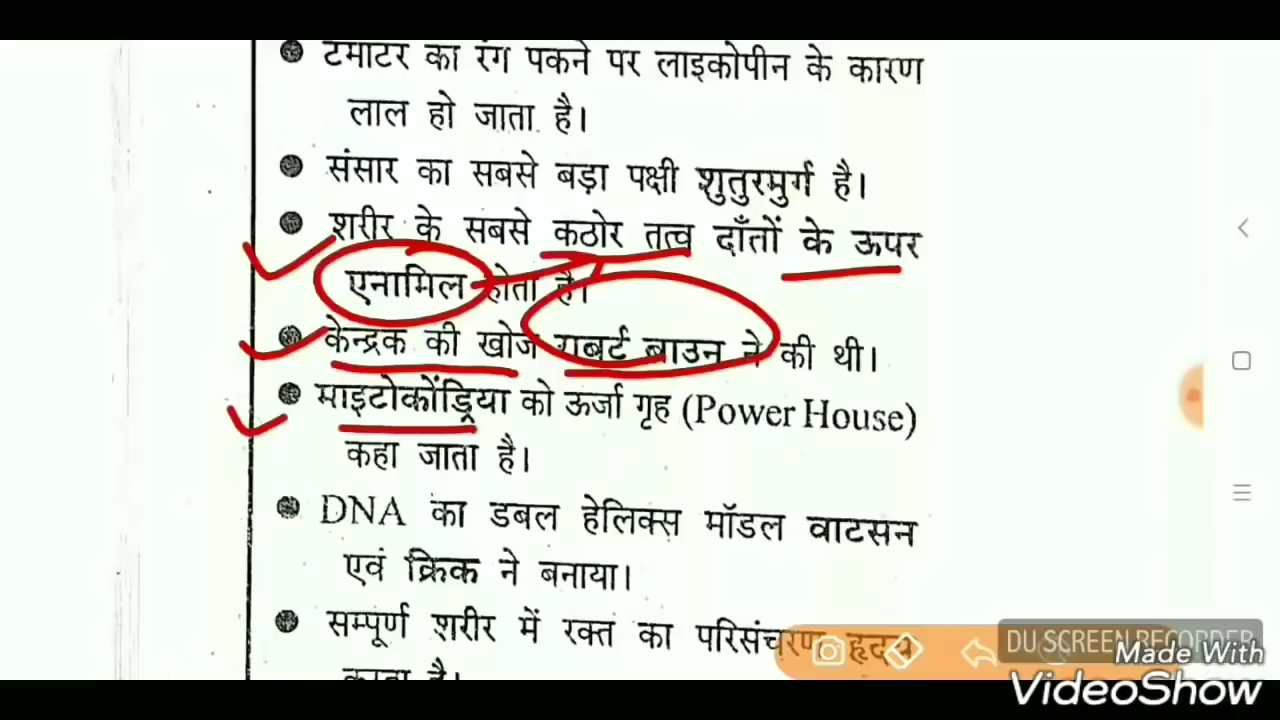 टमाटर का रंग पकने पर लाइकोपीन के कारण
लाल हो जाता है।
संसार का सबसे बड़ा पक्षी शुतुरमुर्ग है।
शरीर के सबसे कठोर तत्व दाँतों के ऊपर
एनामिल होता है।
केन्द्रक की खोज राबर्ट ब्राउन ने की थी।
माइटोकोंड्रिया को ऊर्जा गृह (Power House)
कहा जाता है।
DNA का डबल हेलिक्स मॉडल वाटसन
एवं क्रिक ने बनाया।
सम्पूर्ण शरीर में रक्त का परिसंचरण हृदय
DU SCREEN RECORDER
Made With
VideoShow